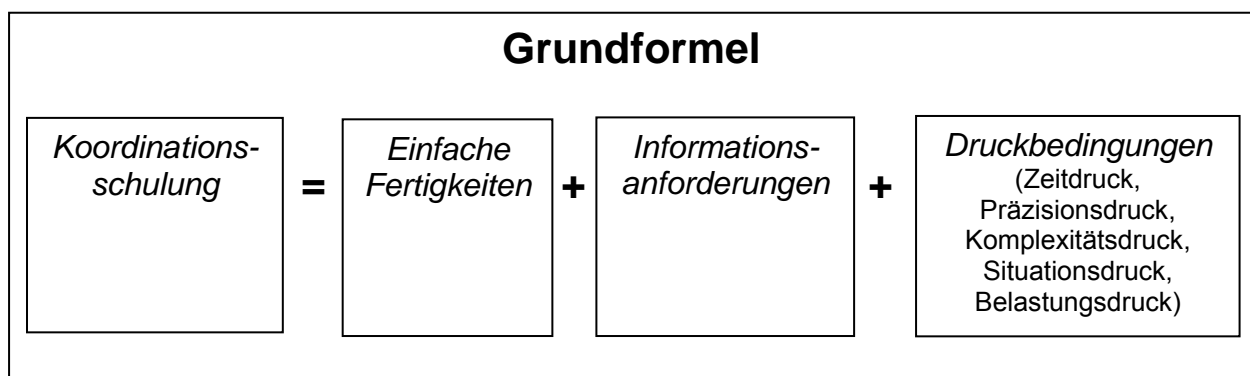 Grundformel
Koordinations-
schulung
=
Einfache
Fertigkeiten
+
Informations-
anforderungen
+
Druckbedingungen
(Zeitdruck,
Präzisionsdruck,
Komplexitätsdruck,
Situationsdruck,
Belastungsdruck)